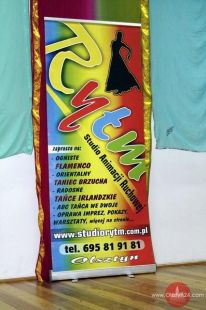 Rytm
Studio Animacji Ruchowej
zaprasza na:
- OGNISTE
FLAMENCO
- ORIENTALNY
TANIEC BRZUCHA
- RADOSNE
TAŃCE IRLANDZKIE
- ABC TAŃCA WE DWOJE
- OPRAWA IMPREZ, POKAZY,
WARSZTATY, więcej na stronie...
www.studiorytm.com.pl
tel. 695 81 91 81
Olsztyn
www.Olsztyn24.com